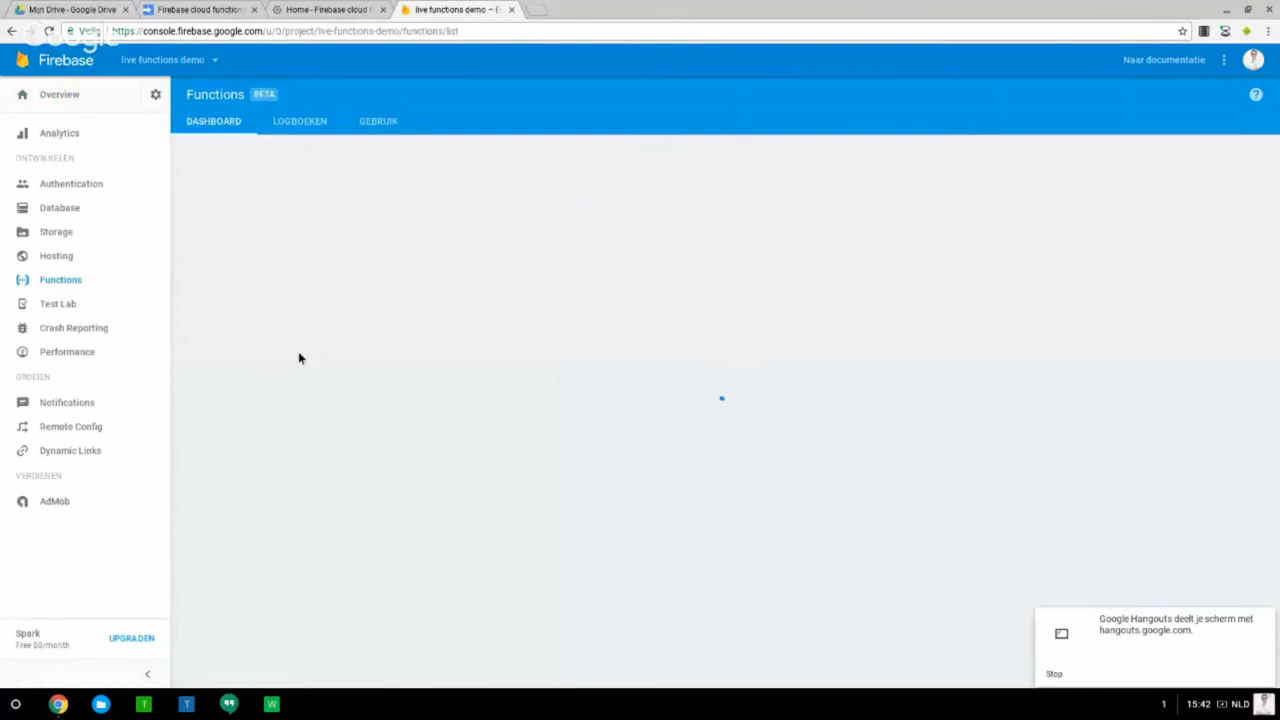 Mijn Drive - Google Drive
Firebase cloud function
Home - Firebase cloud f
live functions demo – F
https://console.firebase.google.com/u/0/project/live-functions-demo/functions/list
Google
Firebase
live functions demo
Naar documentatie
Overview
Functions BETA
DASHBOARD LOGBOEKEN GEBRUIK
Analytics
ONTWIKKELEN
Authentication
Database
Storage
Hosting
Functions
Test Lab
Crash Reporting
Performance
GROEIEN
Notifications
Remote Config
Dynamic Links
VERDIENEN
AdMob
Spark
Free $0/month
UPGRADEN
Google Hangouts deelt je scherm met
hangouts.google.com.
Stop
T T W
1 15:42 NLD